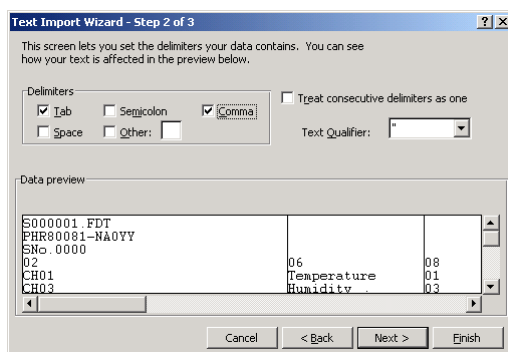 Text Import Wizard - Step 2 of 3
This screen lets you set the delimiters your data contains. You can see
how your text is affected in the preview below.
Delimiters
Tab Semicolon Comma
Space Other:
Treat consecutive delimiters as one
Text Qualifier: "
Data preview
S000001.FDT
PHR80081-NA0YY
SNo.0000
02 06 08
CH01 Temperature 01
CH03 Humidity . 03
Cancel < Back Next > Finish